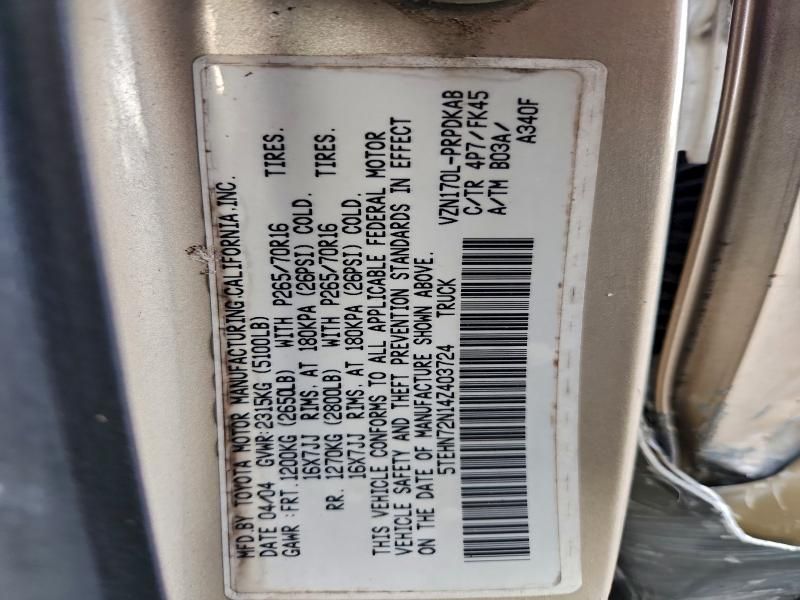 MFD.BY TOYOTA MOTOR MANUFACTURING,CALIFORNIA,INC.
DATE 04/04 GVWR:2315KG (5100LB)
GAWR :FRT.1200KG (2650LB) WITH P265/70R16 TIRES.
16X7JJ RIMS. AT 180KPA (26PSI) COLD.
RR. 1270KG (2800LB) WITH P265/70R16 TIRES.
16X7JJ RIMS. AT 180KPA (26PSI) COLD.
THIS VEHICLE CONFORMS TO ALL APPLICABLE FEDERAL MOTOR
VEHICLE SAFETY AND THEFT PREVENTION STANDARDS IN EFFECT
ON THE DATE OF MANUFACTURE SHOWN ABOVE.
5TEHN72N14Z403724 TRUCK
VZN170L-PRPDKAB
C/TR 4P7/FK45
A/TM B03A/
A340F